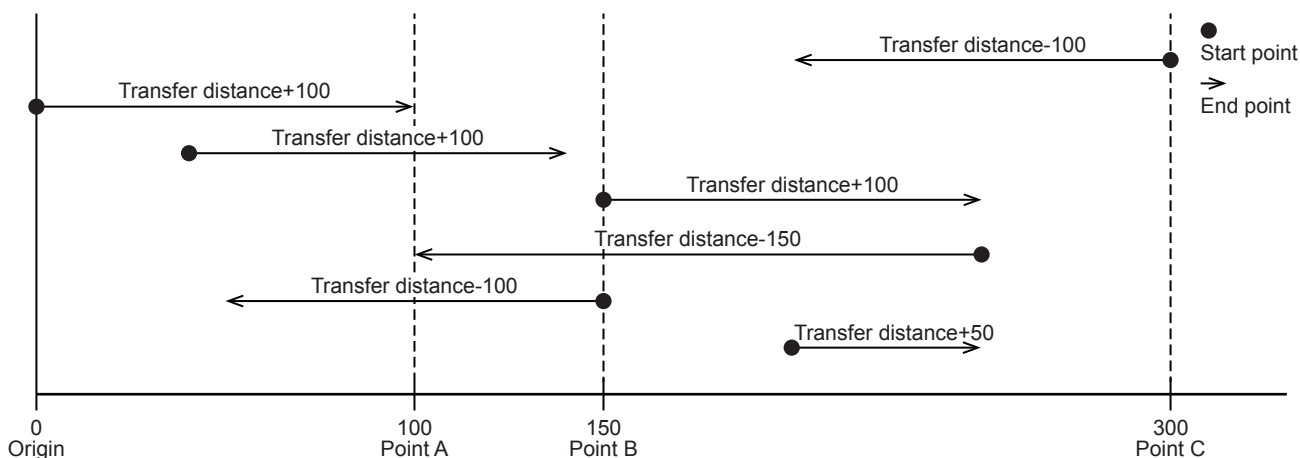 Transfer distance-100
Start point
Transfer distance+100
End point
Transfer distance+100
Transfer distance+100
Transfer distance-150
Transfer distance-100
Transfer distance+50
0
100
150
300
Origin
Point A
Point B
Point C